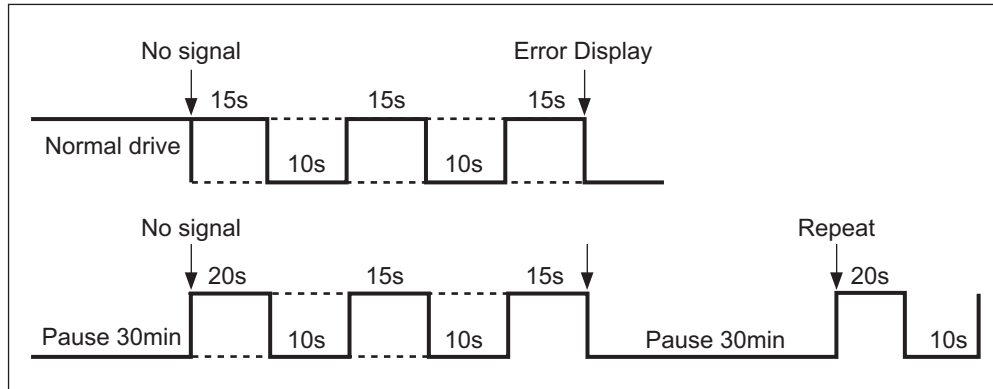 No signal
Error Display
15s
15s
15s
Normal drive
10s
10s
No signal
Repeat
20s
15s
15s
20s
Pause 30min
10s
10s
Pause 30min
10s